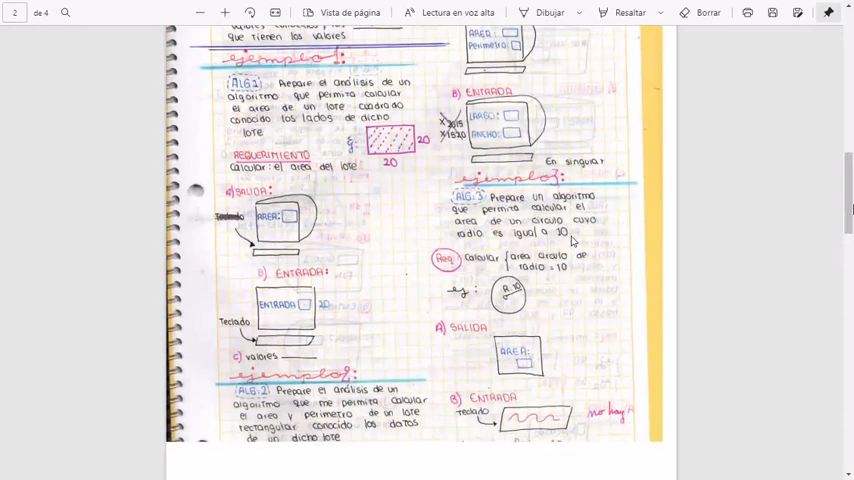 2
de 4
Vista de página
Lectura en voz alta
Dibujar
Resaltar
Borrar
que tienen los valores
ejemplo 1:
ALG:1 Prepare el análisis de un
algoritmo que permita calcular
el area de un lote cuadrado
conocido los lados de dicho
lote
ej:
20
20
REQUERIMIENTO
Calcular: el area del lote
A) SALIDA:
Teclado
AREA:
B) ENTRADA:
ENTRADA
20
Teclado
c) valores
ejemplo 2:
ALG:2 Prepare el análisis de un
algoritmo que me permita calcular
el area y perimetro de un lote
rectangular conocido los datos
de un dicho lote
AREA:
Perimetro
B) ENTRADA
LARGO:
ANCHO:
En singular
ejemplo 3:
ALG:3 Prepare un algoritmo
que permita calcular el
area de un circulo cuyo
radio es igual a 10
Req: Calcular area circulo de
radio = 10
ej:
R 10
A) SALIDA
AREA:
B) ENTRADA
Teclado
no hay